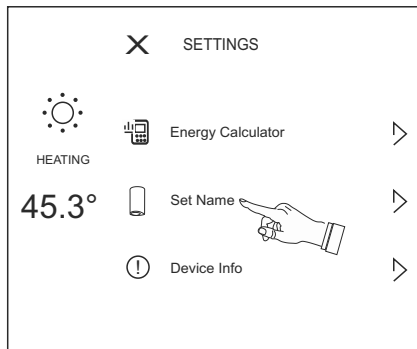 SETTINGS
Energy Calculator
HEATING
45.3°
Set Name
Device Info